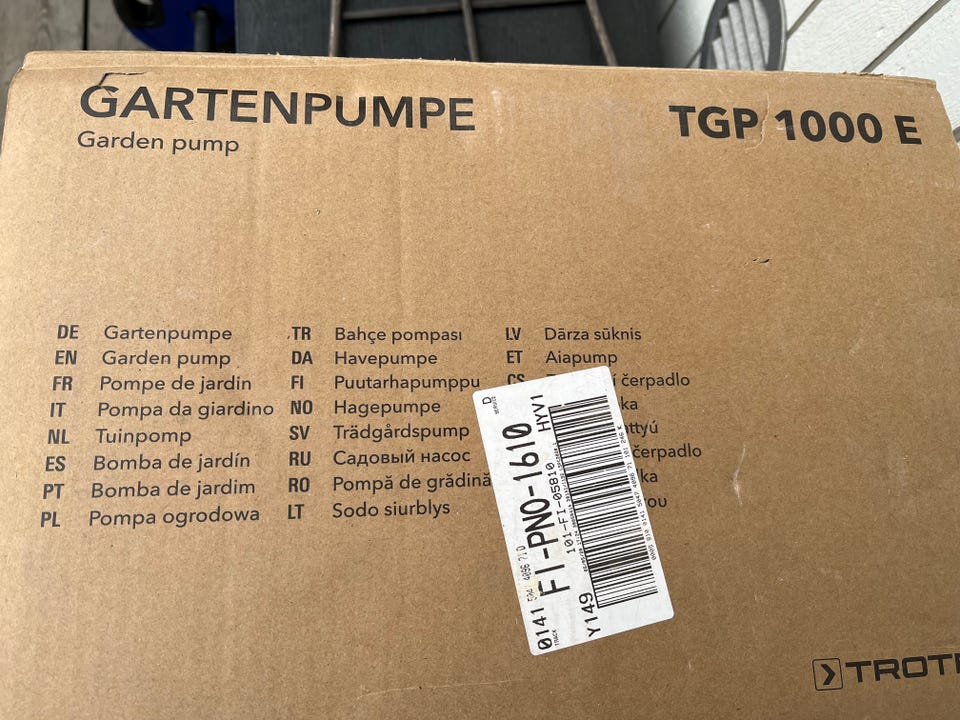 GARTENPUMPE
Garden pump
TGP 1000 E
DE Gartenpumpe
EN Garden pump
FR Pompe de jardin
IT Pompa da giardino
NL Tuinpomp
ES Bomba de jardín
PT Bomba de jardim
PL Pompa ogrodowa
TR Bahçe pompası
DA Havepumpe
FI Puutarhapumppu
NO Hagepumpe
SV Trädgårdspump
RU Садовый насос
RO Pompă de grădină
LT Sodo siurblys
LV Dārza sūknis
ET Aiapump
CS čerpadlo
čerpadlo
0141
FI-PNO-1610
101-FI-05810
HYV1
Y149
D
TROT